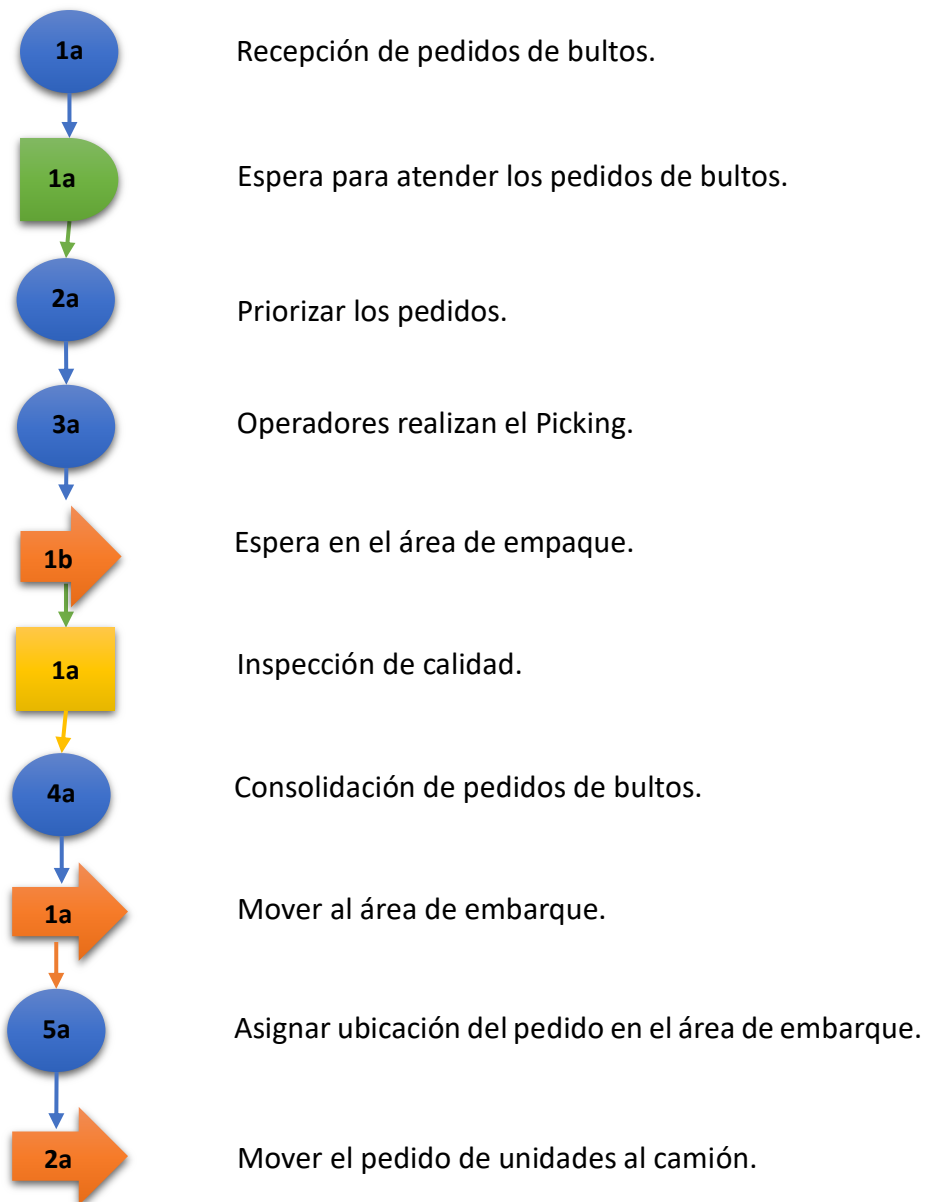 1a Recepción de pedidos de bultos.
1a Espera para atender los pedidos de bultos.
2a Priorizar los pedidos.
3a Operadores realizan el Picking.
1b Espera en el área de empaque.
1a Inspección de calidad.
4a Consolidación de pedidos de bultos.
1a Mover al área de embarque.
5a Asignar ubicación del pedido en el área de embarque.
2a Mover el pedido de unidades al camión.